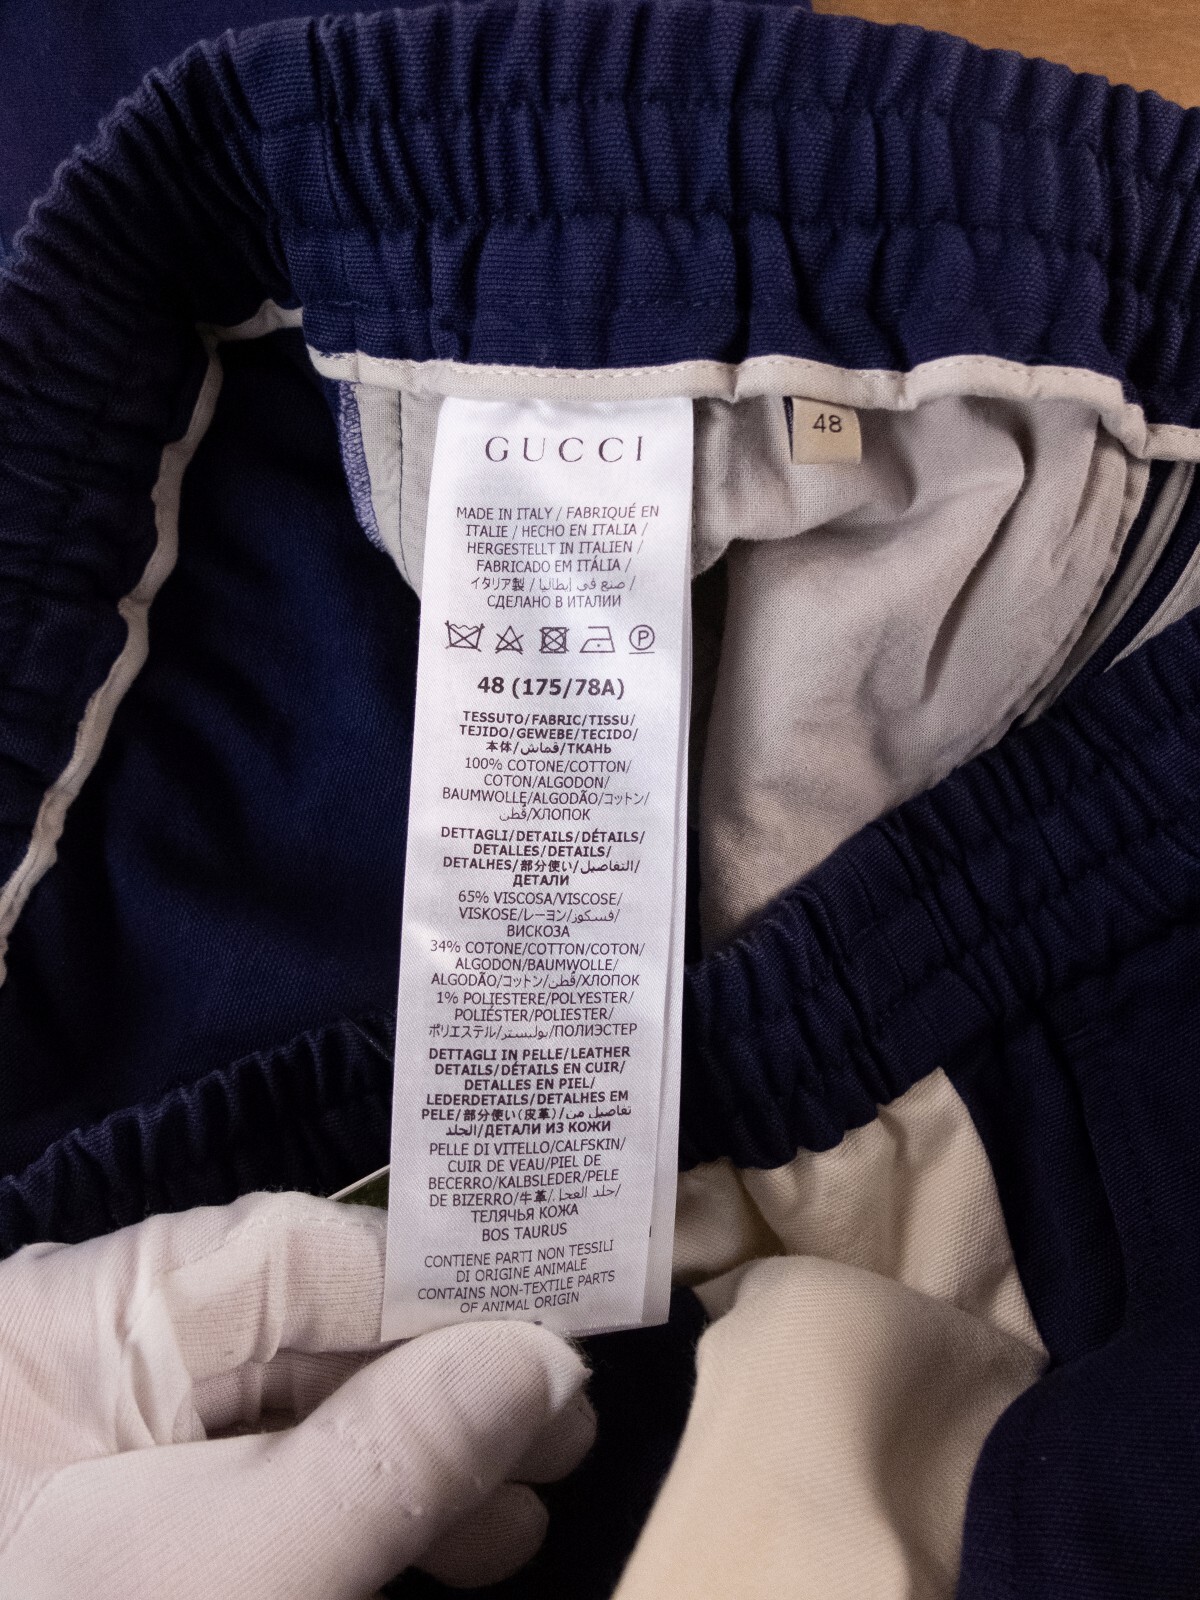 GUCCI
48
MADE IN ITALY / FABRIQUÉ EN
ITALIE / HECHO EN ITALIA /
HERGESTELLT IN ITALIEN /
FABRICADO EM ITÁLIA /
イタリア製 / صنع في إيطاليا /
СДЕЛАНО В ИТАЛИИ
P
48 (175/78A)
TESSUTO/FABRIC/TISSU/
TEJIDO/GEWEBE/TECIDO/
本体/قماش/ТКАНЬ
100% COTONE/COTTON/
COTON/ALGODON/
BAUMWOLLE/ALGODÃO/コットン/
قُطن/ХЛОПОК
DETTAGLI/DETAILS/DÉTAILS/
DETALLES/DETAILS/
DETALHES/部分使い/التفاصيل/
ДЕТАЛИ
65% VISCOSA/VISCOSE/
VISKOSE/レーヨン/فسكوز/
ВИСКОЗА
34% COTONE/COTTON/COTON/
ALGODON/BAUMWOLLE/
ALGODÃO/コットン/قُطن/ХЛОПОК
1% POLIESTERE/POLYESTER/
POLIÉSTER/POLIESTER/
ポリエステル/بوليستر/ПОЛИЭСТЕР
DETTAGLI IN PELLE/LEATHER
DETAILS/DÉTAILS EN CUIR/
DETALLES EN PIEL/
LEDERDETAILS/DETALHES EM
PELE/部分使い(皮革)/تفاصيل من
الجلد/ДЕТАЛИ ИЗ КОЖИ
PELLE DI VITELLO/CALFSKIN/
CUIR DE VEAU/PIEL DE
BECERRO/KALBSLEDER/PELE
DE BIZERRO/牛革/جلد العجل/
ТЕЛЯЧЬЯ КОЖА
BOS TAURUS
CONTIENE PARTI NON TESSILI
DI ORIGINE ANIMALE
CONTAINS NON-TEXTILE PARTS
OF ANIMAL ORIGIN